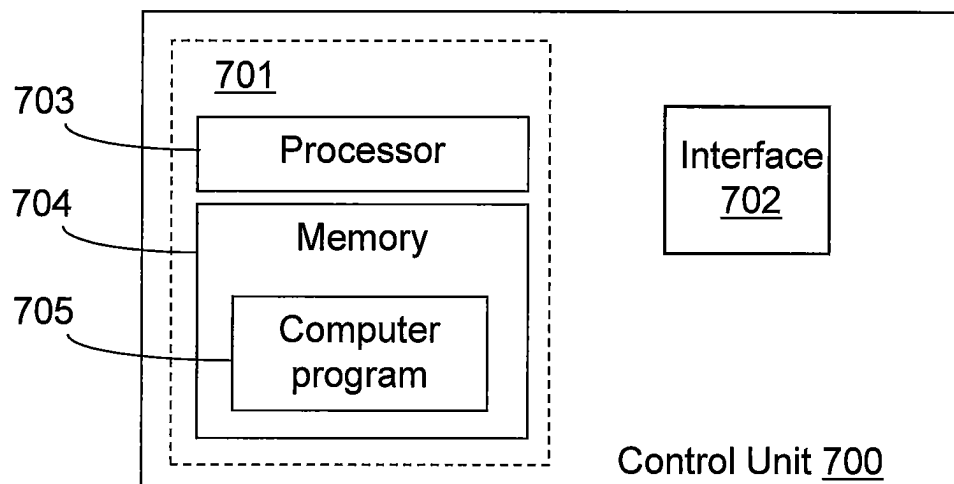 701
703
Processor
Interface
702
704
Memory
705
Computer
program
Control Unit 700